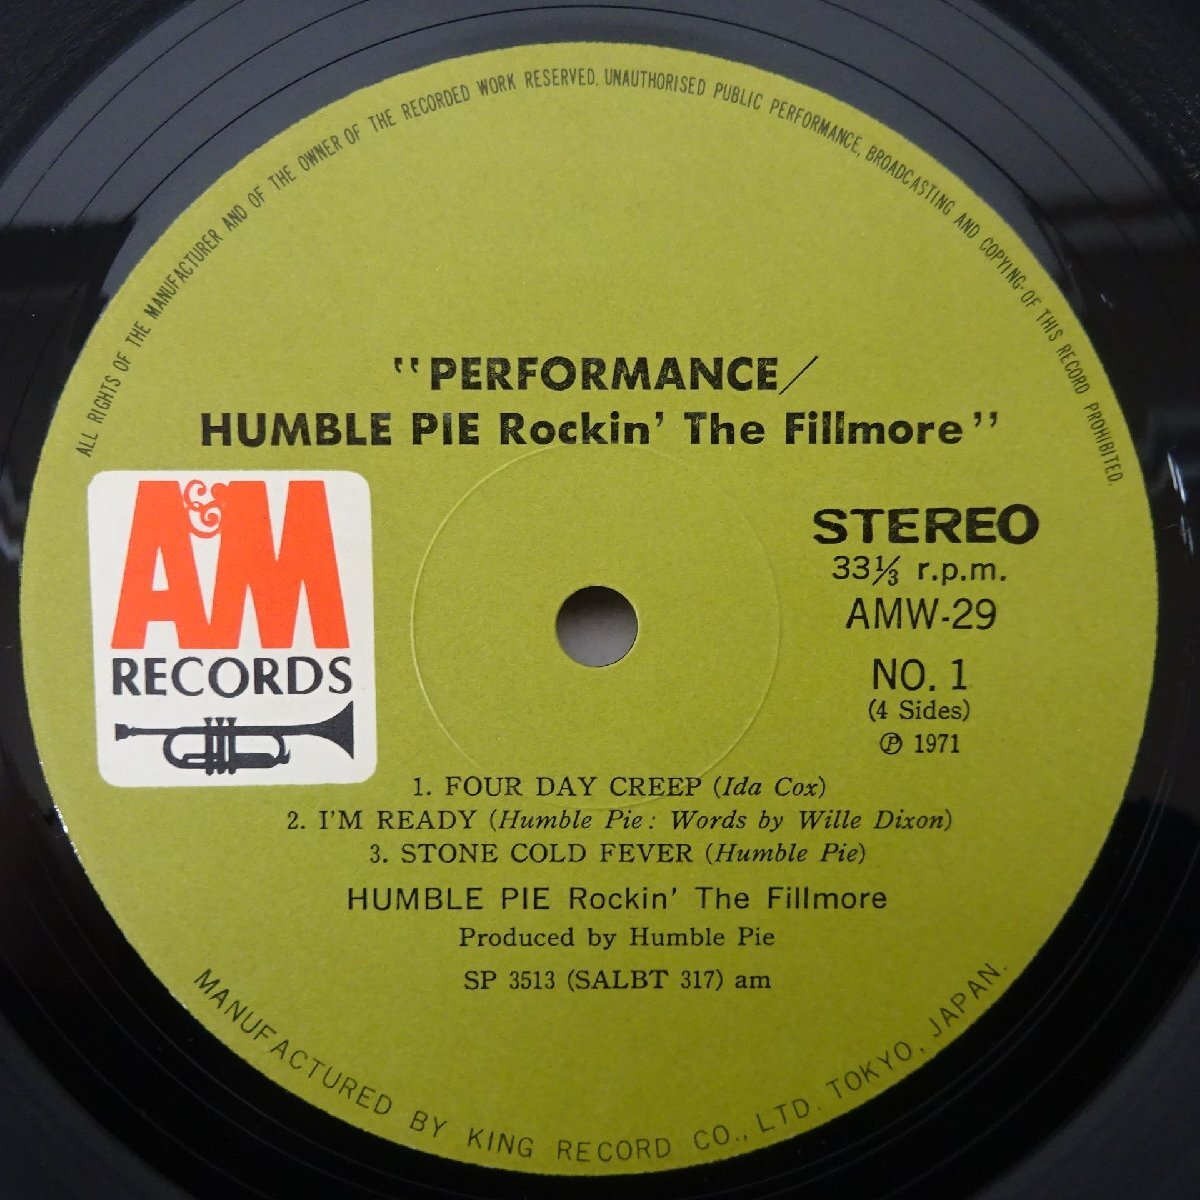 ALL RIGHTS OF THE MANUFACTURER AND OF THE OWNER OF THE RECORDED WORK RESERVED. UNAUTHORISED PUBLIC PERFORMANCE, BROADCASTING AND COPYING OF THIS RECORD PROHIBITED.
"PERFORMANCE/
HUMBLE PIE Rockin' The Fillmore"
A&M
RECORDS
STEREO
33⅓ r.p.m.
AMW-29
NO. 1
(4 Sides)
Ⓟ 1971
1. FOUR DAY CREEP (Ida Cox)
2. I'M READY (Humble Pie: Words by Wille Dixon)
3. STONE COLD FEVER (Humble Pie)
HUMBLE PIE Rockin' The Fillmore
Produced by Humble Pie
SP 3513 (SALBT 317) am
MANUFACTURED BY KING RECORD CO., LTD. TOKYO, JAPAN.